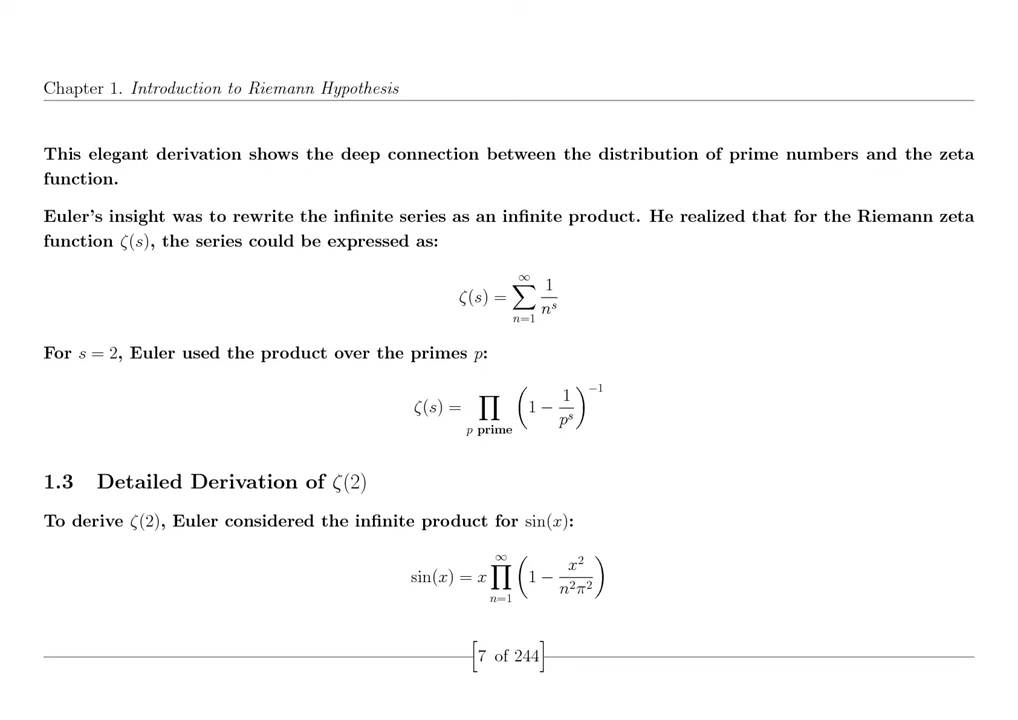 Chapter 1. Introduction to Riemann Hypothesis
This elegant derivation shows the deep connection between the distribution of prime numbers and the zeta
function.
Euler's insight was to rewrite the infinite series as an infinite product. He realized that for the Riemann zeta
function ζ(s), the series could be expressed as:
ζ(s) = ∑_{n=1}^{∞} 1/n^s
For s = 2, Euler used the product over the primes p:
ζ(s) = ∏_{p prime} (1 − 1/p^s)^{−1}
1.3 Detailed Derivation of ζ(2)
To derive ζ(2), Euler considered the infinite product for sin(x):
sin(x) = x ∏_{n=1}^{∞} (1 − x²/(n²π²))
[7 of 244]